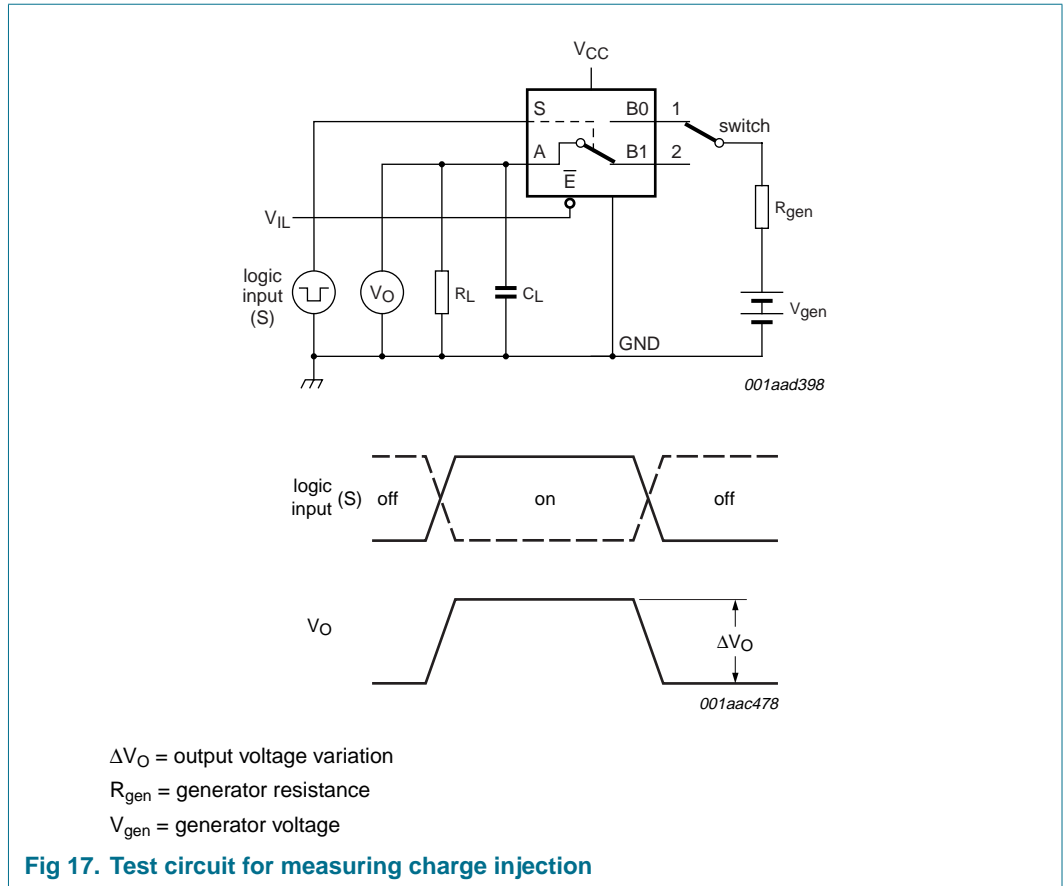 VCC
S B0 1
switch
A B1 2
E
VIL
Rgen
logic
input
(S)
VO
RL
CL
Vgen
GND
001aad398
logic
input
(S)
off on off
VO
ΔVO
001aac478
ΔVO = output voltage variation
Rgen = generator resistance
Vgen = generator voltage
Fig 17. Test circuit for measuring charge injection